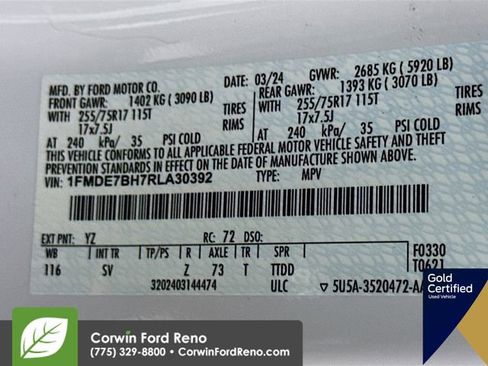 MFD. BY FORD MOTOR CO.
DATE: 03/24 GVWR: 2685 KG ( 5920 LB)
FRONT GAWR: 1402 KG ( 3090 LB)
REAR GAWR: 1393 KG ( 3070 LB)
WITH 255/75R17 115T TIRES
WITH 255/75R17 115T TIRES
17x7.5J RIMS
17x7.5J RIMS
AT 240 kPa/ 35 PSI COLD
AT 240 kPa/ 35 PSI COLD
THIS VEHICLE CONFORMS TO ALL APPLICABLE FEDERAL MOTOR VEHICLE SAFETY AND THEFT
PREVENTION STANDARDS IN EFFECT ON THE DATE OF MANUFACTURE SHOWN ABOVE.
VIN: 1FMDE7BH7RLA30392 TYPE: MPV
EXT PNT: YZ RC: 72 DSO:
F0330
T0621
WB INT TR TP/PS R AXLE TR SPR
116 SV Z 73 T TTDD
3202403144474 ULC
5U5A-3520472-A
Gold
Certified
Used Vehicle
Corwin Ford Reno
(775) 329-8800 • CorwinFordReno.com